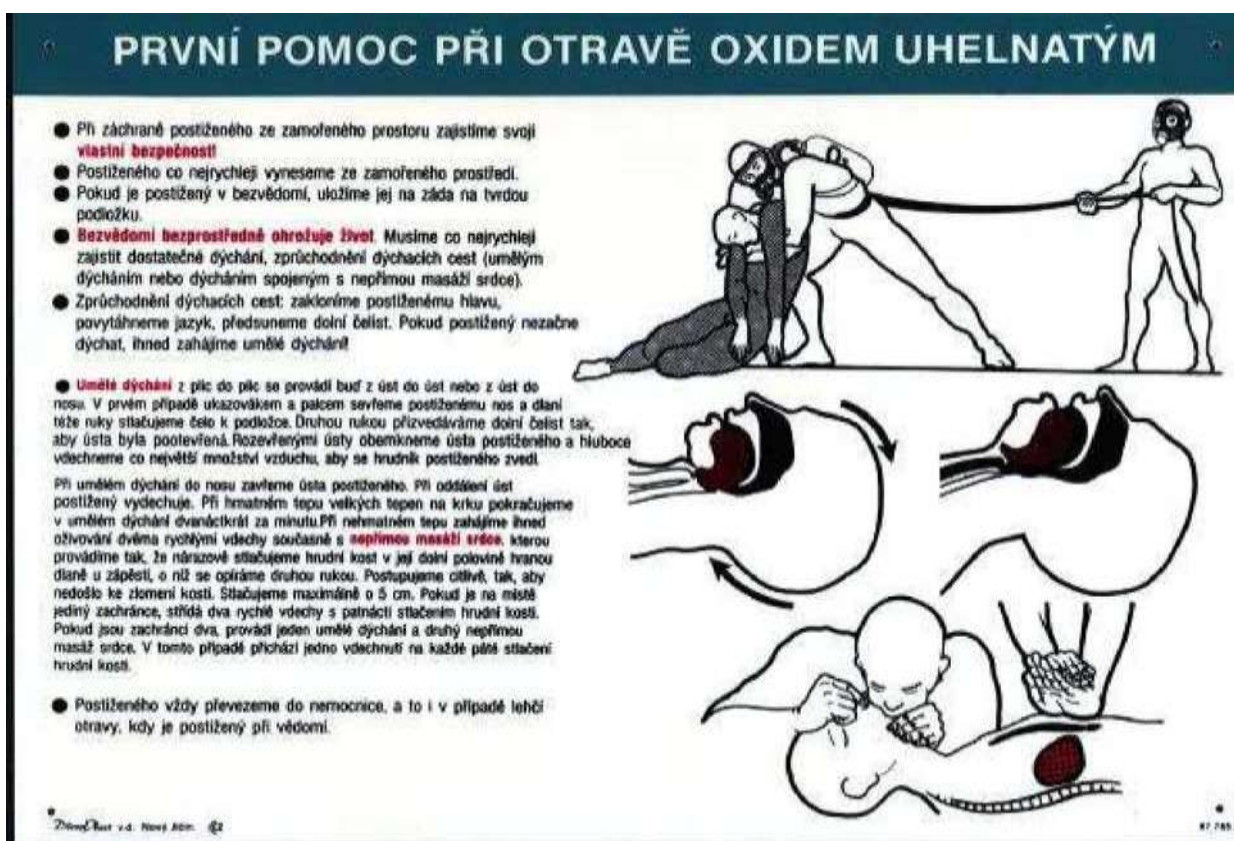 PRVNÍ POMOC PŘI OTRAVĚ OXIDEM UHELNATÝM
● Při záchraně postiženého ze zamořeného prostoru zajistíme svoji
vlastní bezpečnost!
● Postiženého co nejrychleji vyneseme ze zamořeného prostředí.
● Pokud je postižený v bezvědomí, uložíme jej na záda na tvrdou
podložku.
● Bezvědomí bezprostředně ohrožuje život. Musíme co nejrychleji
zajistit dostatečné dýchání, zprůchodnění dýchacích cest (umělým
dýcháním nebo dýcháním spojeným s nepřímou masáží srdce).
● Zprůchodnění dýchacích cest: zakloníme postiženému hlavu,
povytáhneme jazyk, předsuneme dolní čelist. Pokud postižený nezačne
dýchat, ihned zahájíme umělé dýchání!
● Umělé dýchání z plic do plic se provádí buď z úst do úst nebo z úst do
nosu. V prvém případě ukazovákem a palcem sevřeme postiženému nos a dlaní
téže ruky stlačujeme čelo k podložce. Druhou rukou přizvedáváme dolní čelist tak,
aby ústa byla pootevřená. Rozevřenými ústy obemkneme ústa postiženého a hluboce
vdechneme co největší množství vzduchu, aby se hrudník postiženého zvedl.
Při umělém dýchání do nosu zavřeme ústa postiženého. Při oddálení úst
postižený vydechuje. Při hmatném tepu velkých tepen na krku pokračujeme
v umělém dýchání dvanáctkrát za minutu. Při nehmatném tepu zahájíme ihned
oživování dvěma rychlými vdechy současně s nepřímou masáží srdce, kterou
provádíme tak, že nárazově stlačujeme hrudní kost v její dolní polovině hranou
dlaně u zápěstí, o niž se opíráme druhou rukou. Postupujeme citlivě, tak, aby
nedošlo ke zlomení kosti. Stlačujeme maximálně o 5 cm. Pokud je na místě
jediný zachránce, střídá dva rychlé vdechy s patnácti stlačením hrudní kosti.
Pokud jsou zachránci dva, provádí jeden umělé dýchání a druhý nepřímou
masáž srdce. V tomto případě přichází jedno vdechnutí na každé páté stlačení
hrudní kosti.
● Postiženého vždy převezeme do nemocnice, a to i v případě lehčí
otravy, kdy je postižený při vědomí.
v.d. Nový Jičín